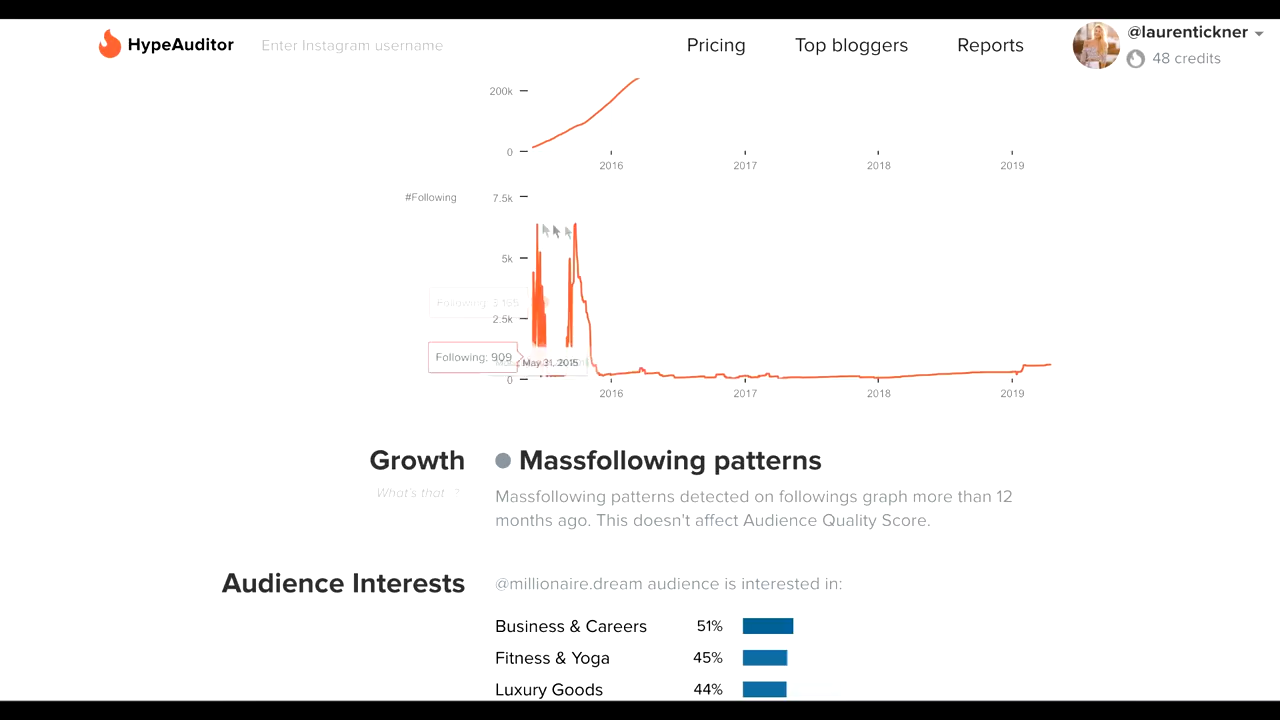 HypeAuditor
Enter Instagram username
Pricing
Top bloggers
Reports
@laurentickner
48 credits
200k
0
2016
2017
2018
2019
#Following
7.5k
5k
2.5k
0
Following:
Following: 909
May 31, 2015
2016
2017
2018
2019
Growth
What's that ?
Massfollowing patterns
Massfollowing patterns detected on followings graph more than 12
months ago. This doesn't affect Audience Quality Score.
Audience Interests
@millionaire.dream audience is interested in:
Business & Careers 51%
Fitness & Yoga 45%
Luxury Goods 44%